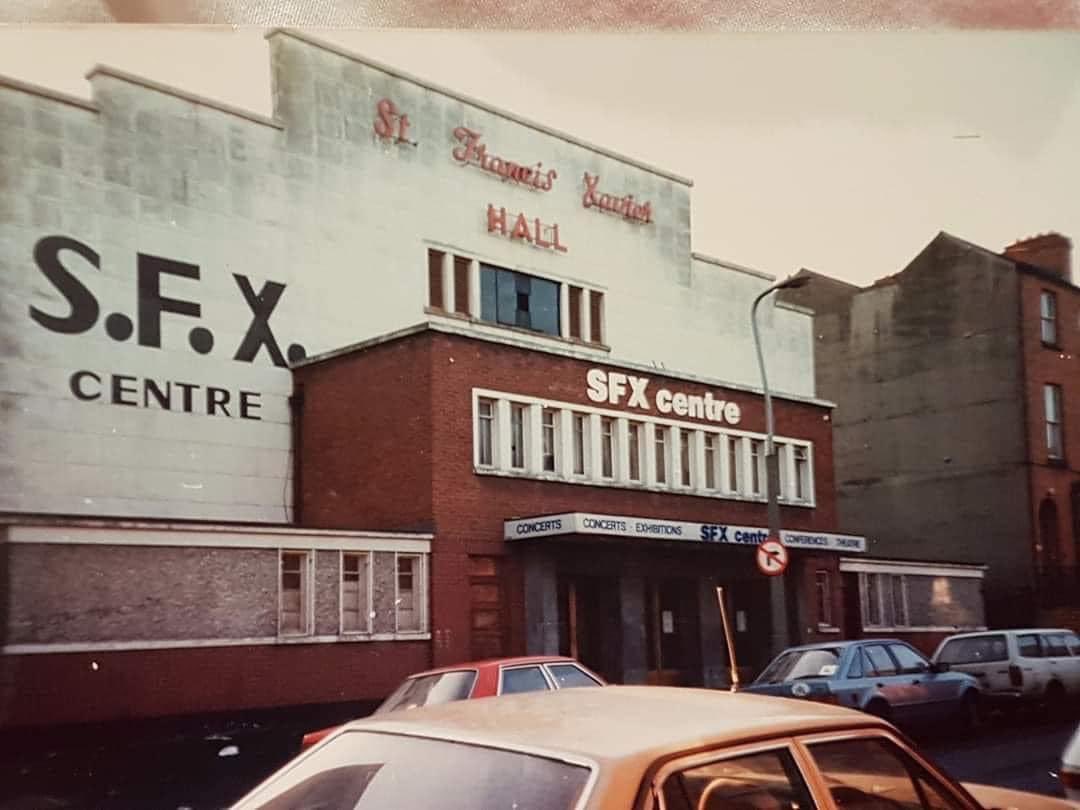 St. Francis Xavier
HALL
S.F.X.
CENTRE
SFX centre
CONCERTS CONCERTS - EXHIBITIONS SFX centre CONFERENCES - THEATRE